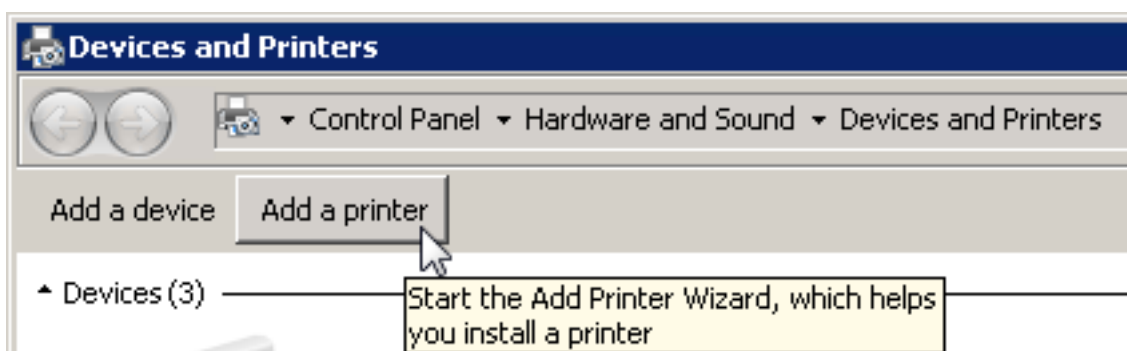 Devices and Printers
Control Panel Hardware and Sound Devices and Printers
Add a device Add a printer
Devices (3)
Start the Add Printer Wizard, which helps
you install a printer